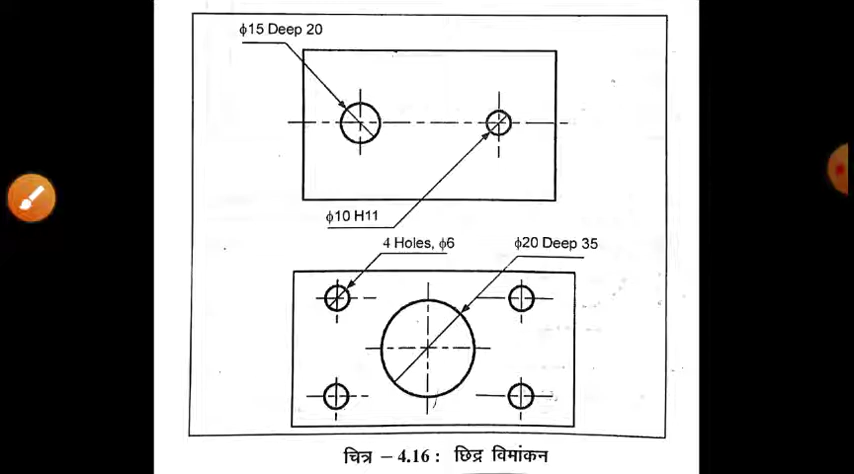 ϕ15 Deep 20
ϕ10 H11
4 Holes, ϕ6
ϕ20 Deep 35
चित्र – 4.16 : छिद्र विमांकन